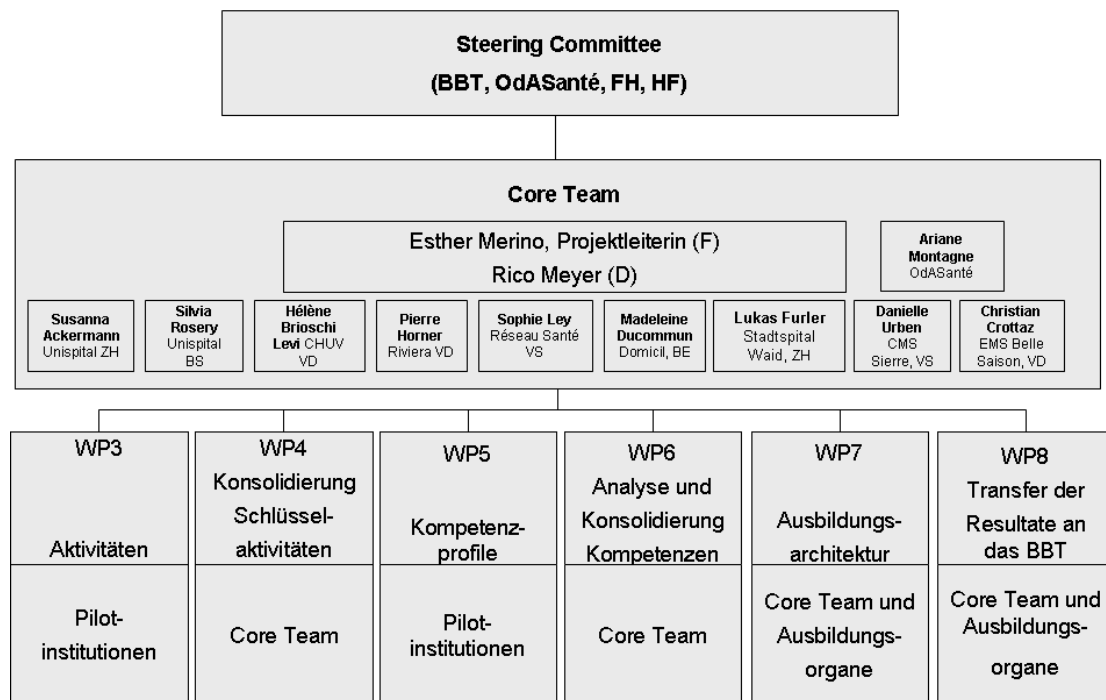 Steering Committee
(BBT, OdASanté, FH, HF)
Core Team
Esther Merino, Projektleiterin (F)
Rico Meyer (D)
Ariane
Montagne
OdASanté
Susanna
Ackermann
Unispital ZH
Silvia
Rosery
Unispital
BS
Hélène
Brioschi
Levi CHUV
VD
Pierre
Horner
Riviera VD
Sophie Ley
Réseau Santé
VS
Madeleine
Ducommun
Domicil, BE
Lukas Furler
Stadtspital
Waid, ZH
Danielle
Urben
CMS
Sierre, VS
Christian
Crottaz
EMS Belle
Saison, VD
WP3
Aktivitäten
Pilot-
institutionen
WP4
Konsolidierung
Schlüssel-
aktivitäten
Core Team
WP5
Kompetenz-
profile
Pilot-
institutionen
WP6
Analyse und
Konsolidierung
Kompetenzen
Core Team
WP7
Ausbildungs-
architektur
Core Team und
Ausbildungs-
organe
WP8
Transfer der
Resultate an
das BBT
Core Team und
Ausbildungs-
organe